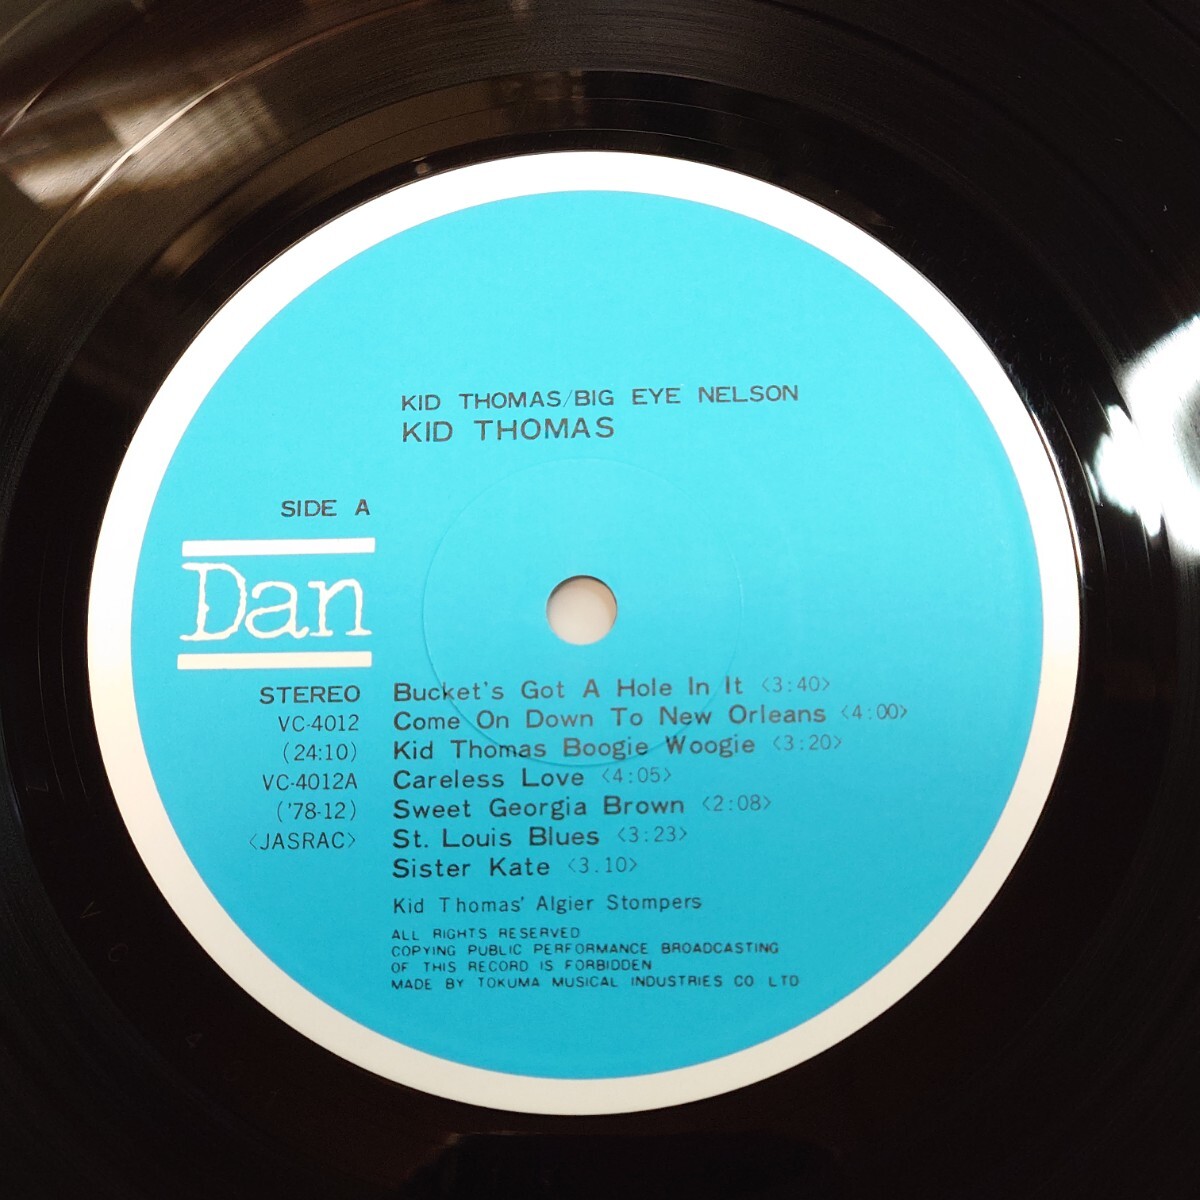 KID THOMAS/BIG EYE NELSON
KID THOMAS
SIDE A
Dan
STEREO
VC-4012
(24:10)
VC-4012A
('78-12)
<JASRAC>
Bucket's Got A Hole In It <3:40>
Come On Down To New Orleans <4:00>
Kid Thomas Boogie Woogie <3:20>
Careless Love <4:05>
Sweet Georgia Brown <2:08>
St. Louis Blues <3:23>
Sister Kate <3.10>
Kid Thomas' Algier Stompers
ALL RIGHTS RESERVED
COPYING PUBLIC PERFORMANCE BROADCASTING
OF THIS RECORD IS FORBIDDEN
MADE BY TOKUMA MUSICAL INDUSTRIES CO LTD